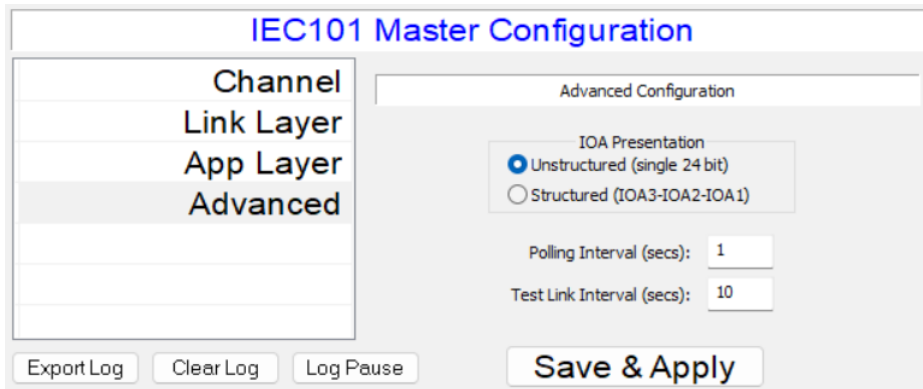 IEC101 Master Configuration
Channel
Link Layer
App Layer
Advanced
Advanced Configuration
IOA Presentation
Unstructured (single 24 bit)
Structured (IOA3-IOA2-IOA1)
Polling Interval (secs): 1
Test Link Interval (secs): 10
Export Log Clear Log Log Pause Save & Apply